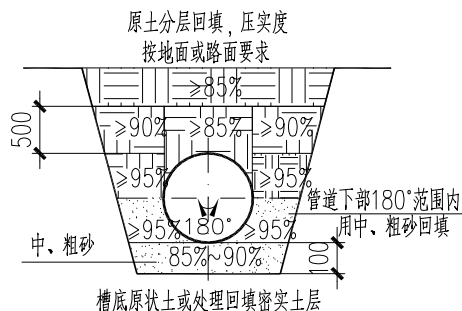 原土分层回填，压实度
按地面或路面要求
≥85%
500
≥90%
≥85%
≥90%
≥95%
≥95%
管道下部180°范围内
用中、粗砂回填
≥95%
180°
≥95%
中、粗砂
85%~90%
100
槽底原状土或处理回填密实土层